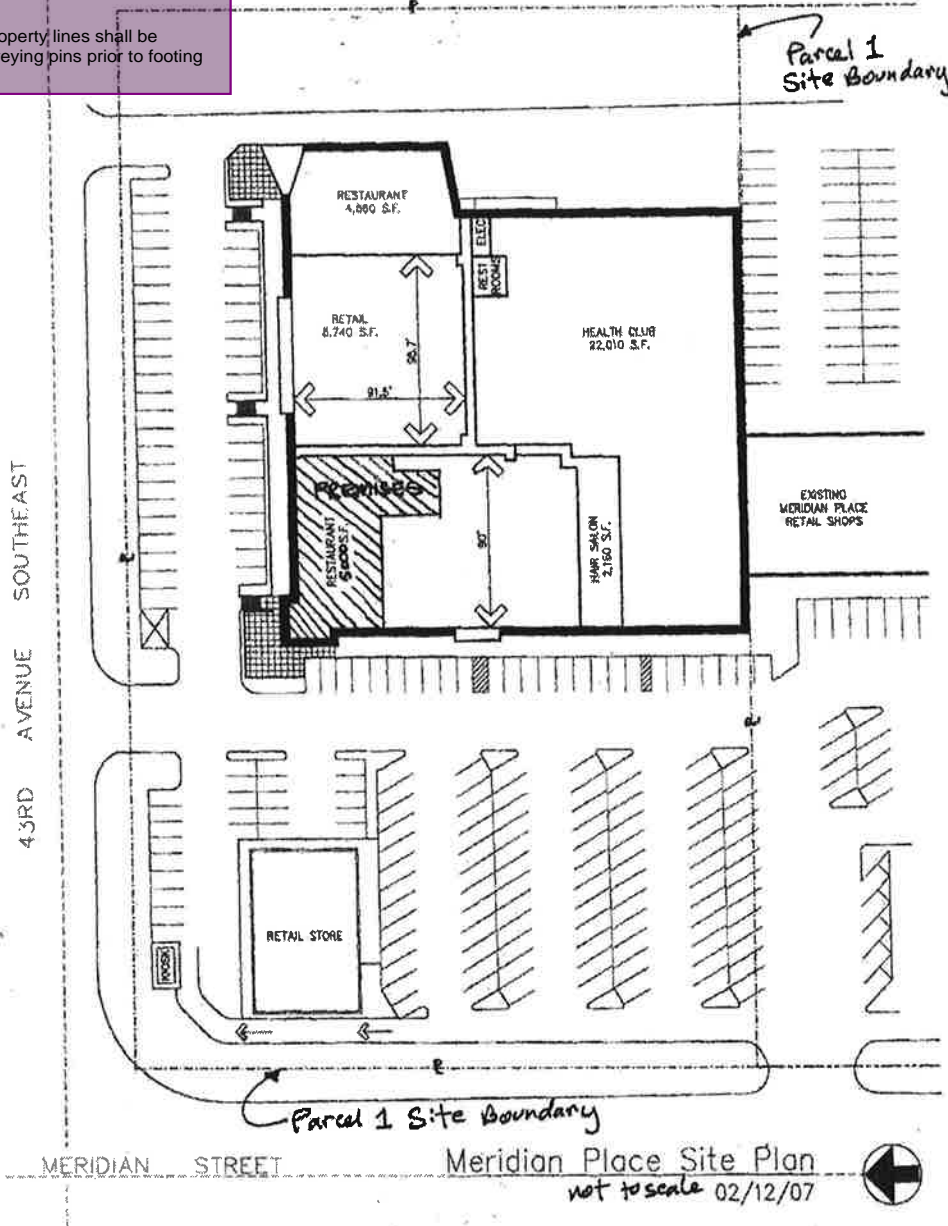 operty lines shall be
eying pins prior to footing
Parcel 1
Site Boundary
RESTAURANT
4,860 S.F.
ELEC
REST
ROOMS
RETAIL
8,740 S.F.
98.7'
91.5'
HEALTH CLUB
22,010 S.F.
PREMISES
RESTAURANT
5000 S.F.
90'
HAIR SALON
2,160 S.F.
EXISTING
MERIDIAN PLACE
RETAIL SHOPS
43RD AVENUE SOUTHEAST
RETAIL STORE
KIOSK
Parcel 1 Site Boundary
MERIDIAN STREET
Meridian Place Site Plan
not to scale 02/12/07